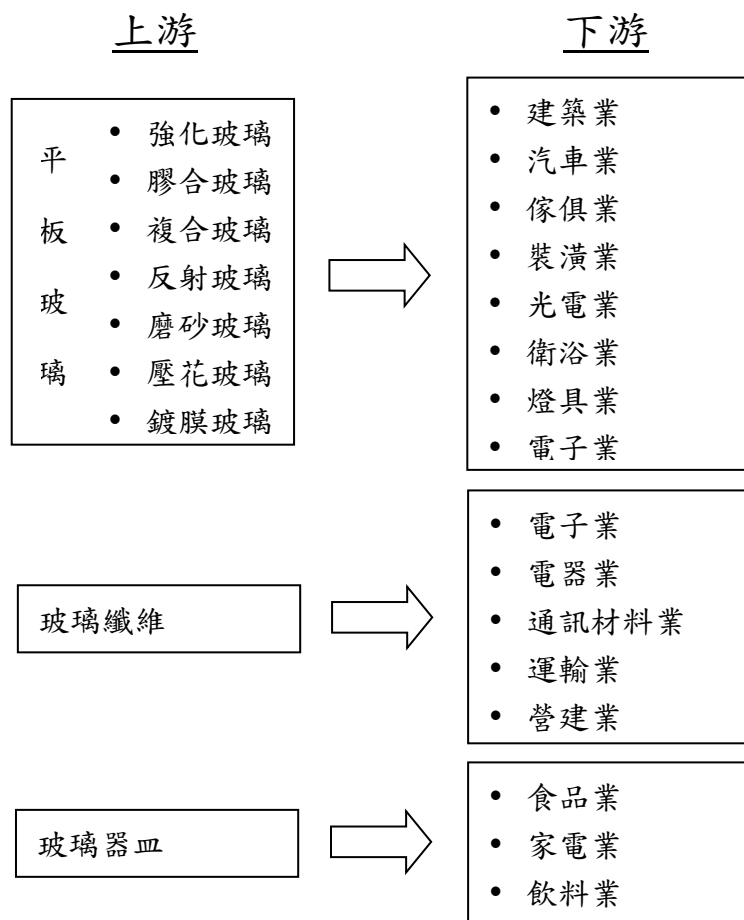 上游
下游
平板玻璃
• 強化玻璃
• 膠合玻璃
• 複合玻璃
• 反射玻璃
• 磨砂玻璃
• 壓花玻璃
• 鍍膜玻璃
• 建築業
• 汽車業
• 傢俱業
• 裝潢業
• 光電業
• 衛浴業
• 燈具業
• 電子業
玻璃纖維
• 電子業
• 電器業
• 通訊材料業
• 運輸業
• 營建業
玻璃器皿
• 食品業
• 家電業
• 飲料業